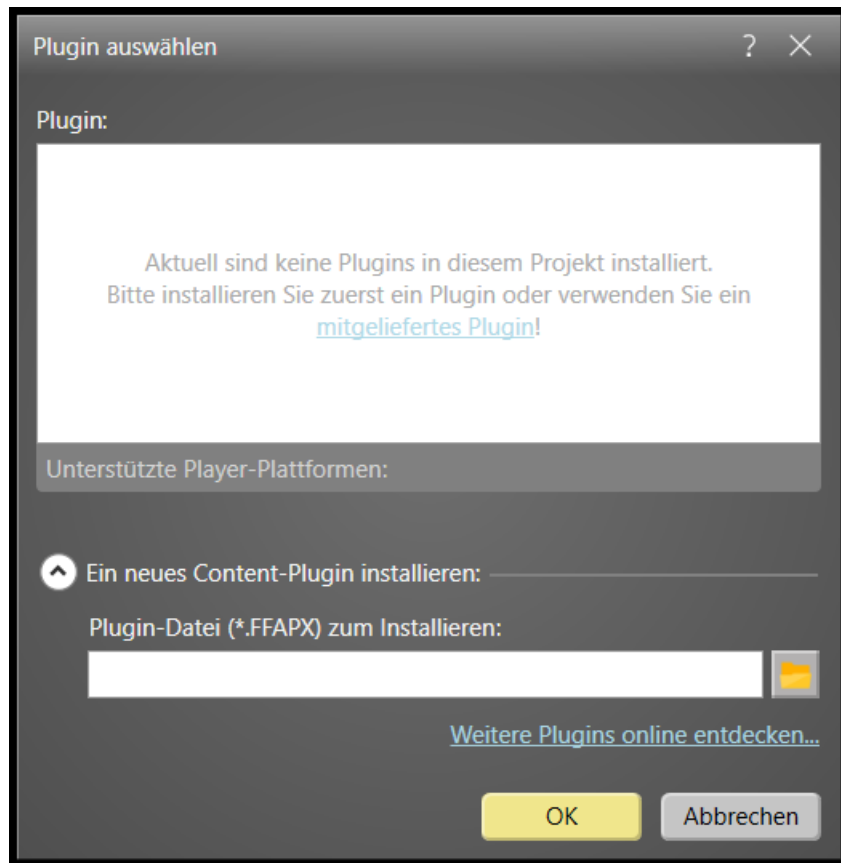 Plugin auswählen ?
Plugin:
Aktuell sind keine Plugins in diesem Projekt installiert.
Bitte installieren Sie zuerst ein Plugin oder verwenden Sie ein
mitgeliefertes Plugin!
Unterstützte Player-Plattformen:
Ein neues Content-Plugin installieren:
Plugin-Datei (*.FFAPX) zum Installieren:
Weitere Plugins online entdecken...
OK Abbrechen